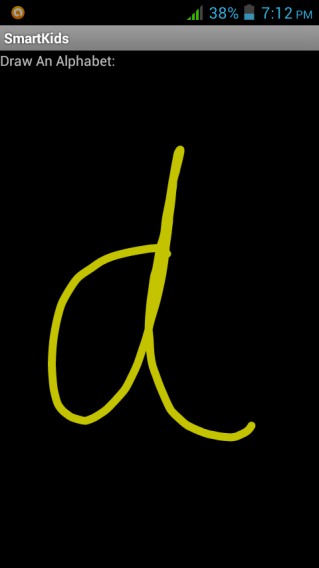 38% 7:12 PM
SmartKids
Draw An Alphabet:
d